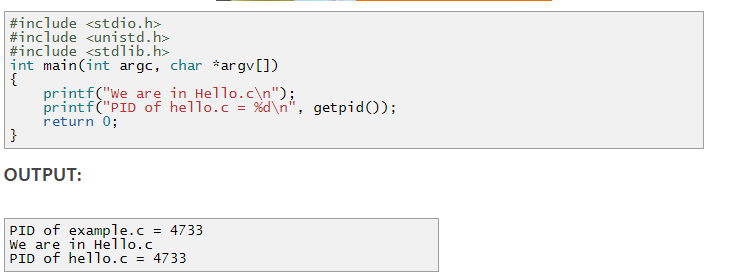 #include <stdio.h>
#include <unistd.h>
#include <stdlib.h>
int main(int argc, char *argv[])
{
    printf("We are in Hello.c\n");
    printf("PID of hello.c = %d\n", getpid());
    return 0;
}
OUTPUT:
PID of example.c = 4733
We are in Hello.c
PID of hello.c = 4733